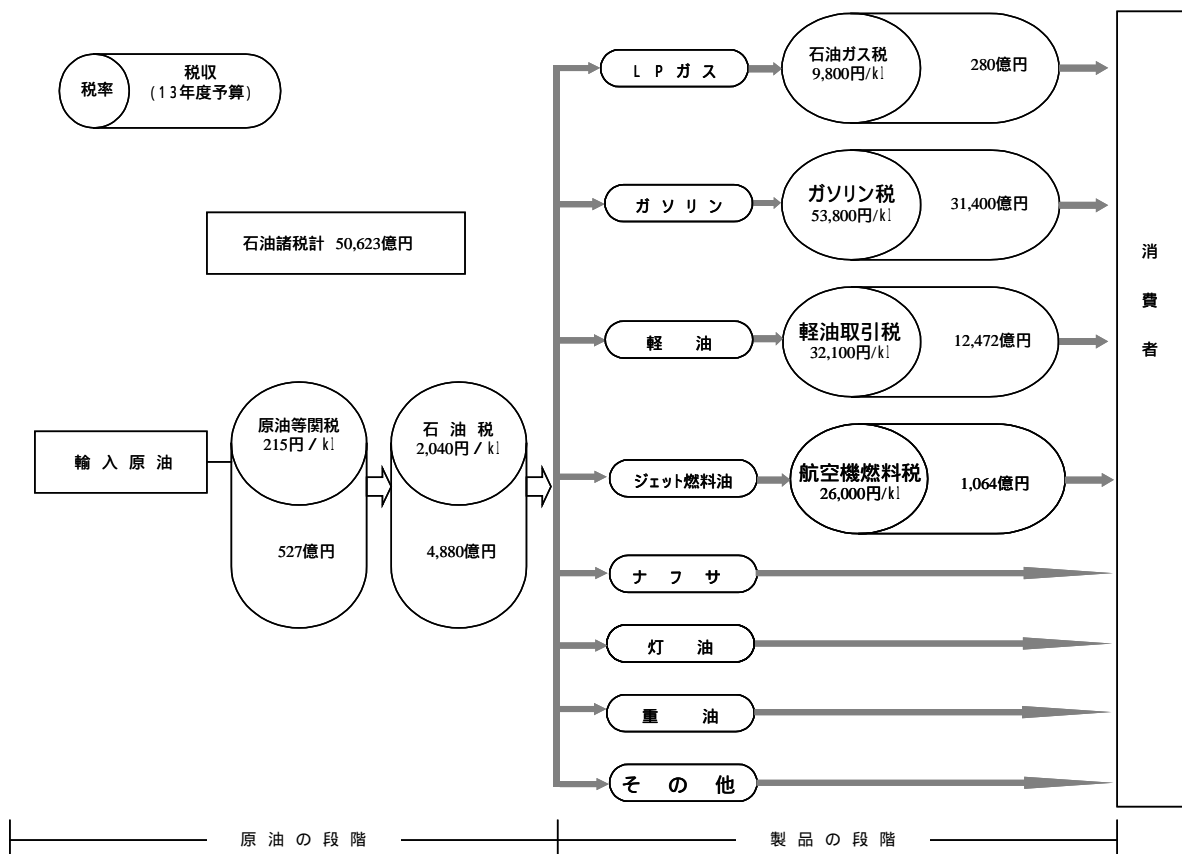 税率
税収
(13年度予算)
石油諸税計 50,623億円
輸入原油
原油等関税
215円/kl
527億円
石油税
2,040円/kl
4,880億円
LPガス
石油ガス税
9,800円/kl
280億円
ガソリン
ガソリン税
53,800円/kl
31,400億円
軽油
軽油取引税
32,100円/kl
12,472億円
ジェット燃料油
航空機燃料税
26,000円/kl
1,064億円
ナフサ
灯油
重油
その他
消費者
原油の段階
製品の段階